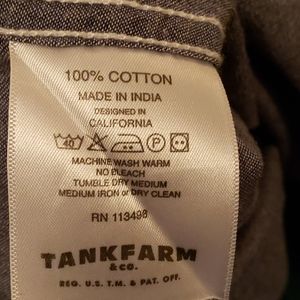 100% COTTON
MADE IN INDIA
DESIGNED IN
CALIFORNIA
40 P
MACHINE WASH WARM
NO BLEACH
TUMBLE DRY MEDIUM
MEDIUM IRON or DRY CLEAN
RN 113498
TANKFARM
& CO.
REG. U.S. T.M. & PAT. OFF.